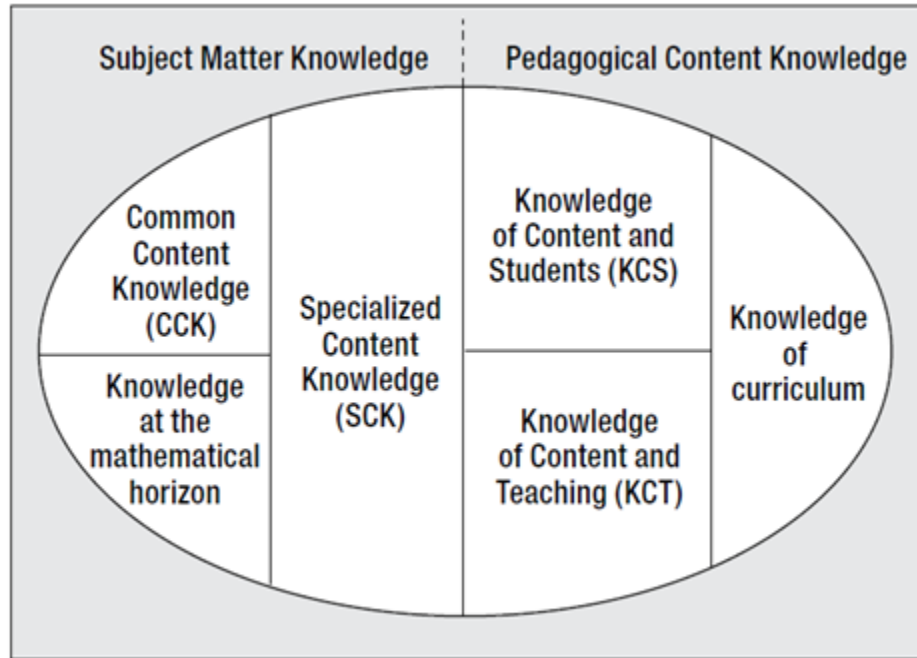 Subject Matter Knowledge
Pedagogical Content Knowledge
Common
Content
Knowledge
(CCK)
Knowledge
at the
mathematical
horizon
Specialized
Content
Knowledge
(SCK)
Knowledge
of Content and
Students (KCS)
Knowledge
of Content and
Teaching (KCT)
Knowledge
of
curriculum